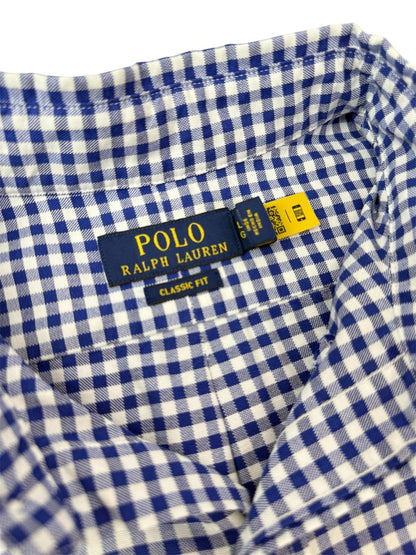 POLO
RALPH LAUREN
CLASSIC FIT
L G